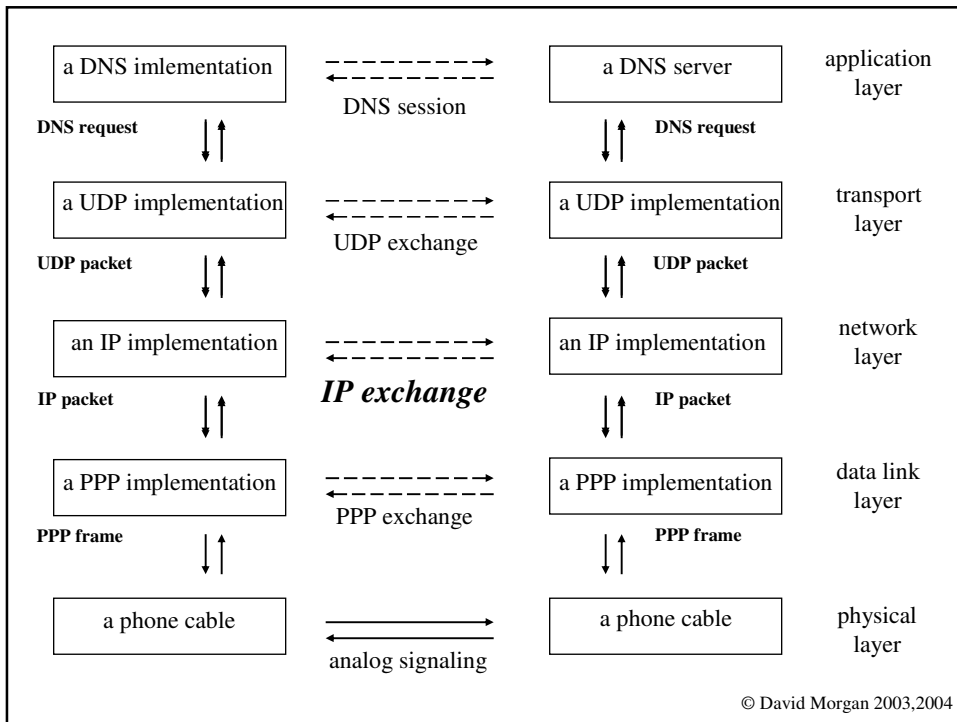 a DNS imlementation
a DNS server
application
layer
DNS session
DNS request
DNS request
a UDP implementation
a UDP implementation
transport
layer
UDP exchange
UDP packet
UDP packet
an IP implementation
an IP implementation
network
layer
IP exchange
IP packet
IP packet
a PPP implementation
a PPP implementation
data link
layer
PPP exchange
PPP frame
PPP frame
a phone cable
a phone cable
physical
layer
analog signaling
© David Morgan 2003,2004